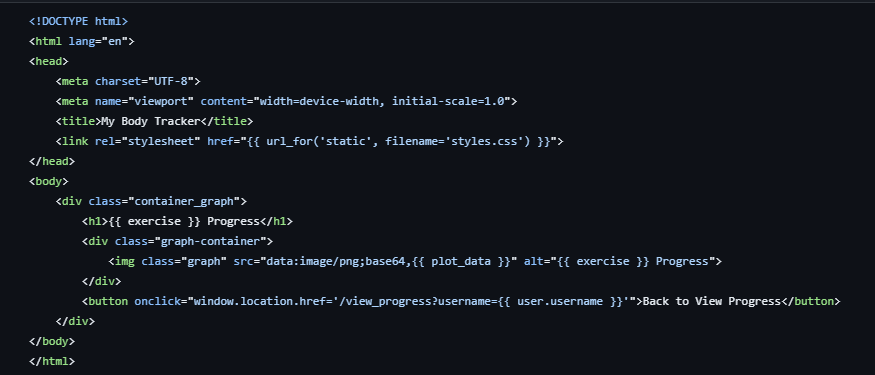 <!DOCTYPE html>
<html lang="en">
<head>
    <meta charset="UTF-8">
    <meta name="viewport" content="width=device-width, initial-scale=1.0">
    <title>My Body Tracker</title>
    <link rel="stylesheet" href="{{ url_for('static', filename='styles.css') }}">
</head>
<body>
    <div class="container_graph">
        <h1>{{ exercise }} Progress</h1>
        <div class="graph-container">
            <img class="graph" src="data:image/png;base64,{{ plot_data }}" alt="{{ exercise }} Progress">
        </div>
        <button onclick="window.location.href='/view_progress?username={{ user.username }}'">Back to View Progress</button>
    </div>
</body>
</html>